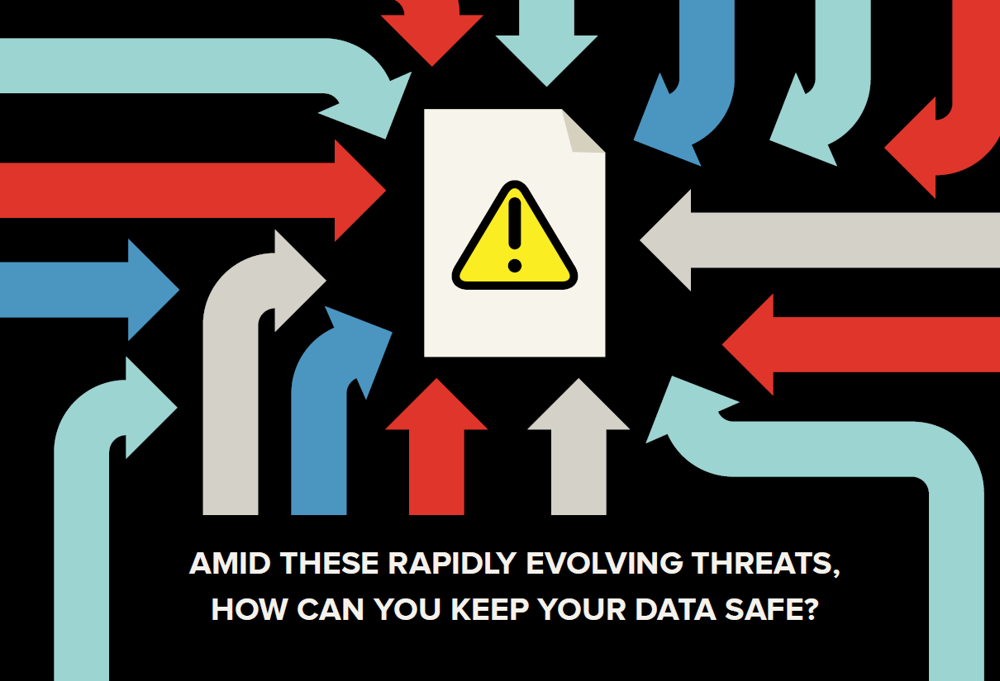 AMID THESE RAPIDLY EVOLVING THREATS,
HOW CAN YOU KEEP YOUR DATA SAFE?